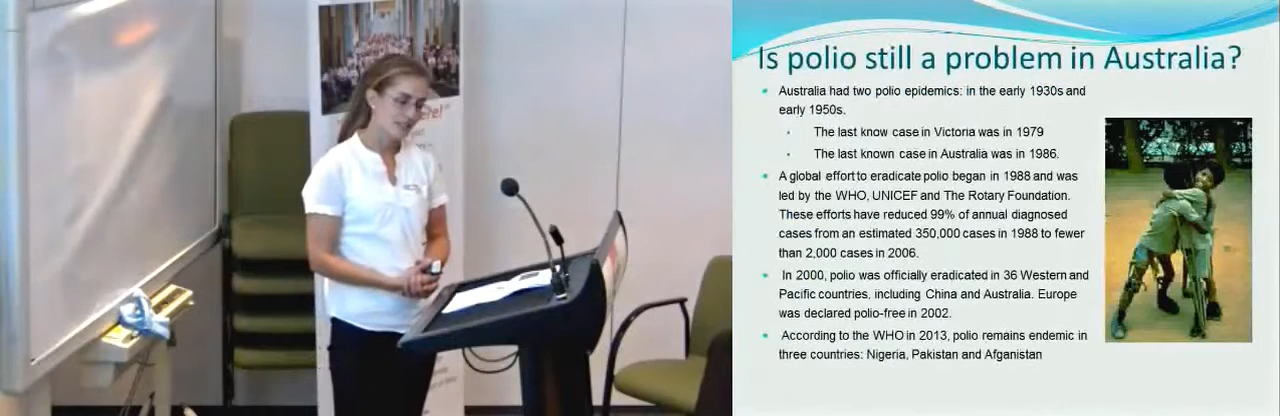 Is polio still a problem in Australia?
Australia had two polio epidemics: in the early 1930s and
early 1950s.
The last know case in Victoria was in 1979
The last known case in Australia was in 1986.
A global effort to eradicate polio began in 1988 and was
led by the WHO, UNICEF and The Rotary Foundation.
These efforts have reduced 99% of annual diagnosed
cases from an estimated 350,000 cases in 1988 to fewer
than 2,000 cases in 2006.
In 2000, polio was officially eradicated in 36 Western and
Pacific countries, including China and Australia. Europe
was declared polio-free in 2002.
According to the WHO in 2013, polio remains endemic in
three countries: Nigeria, Pakistan and Afganistan